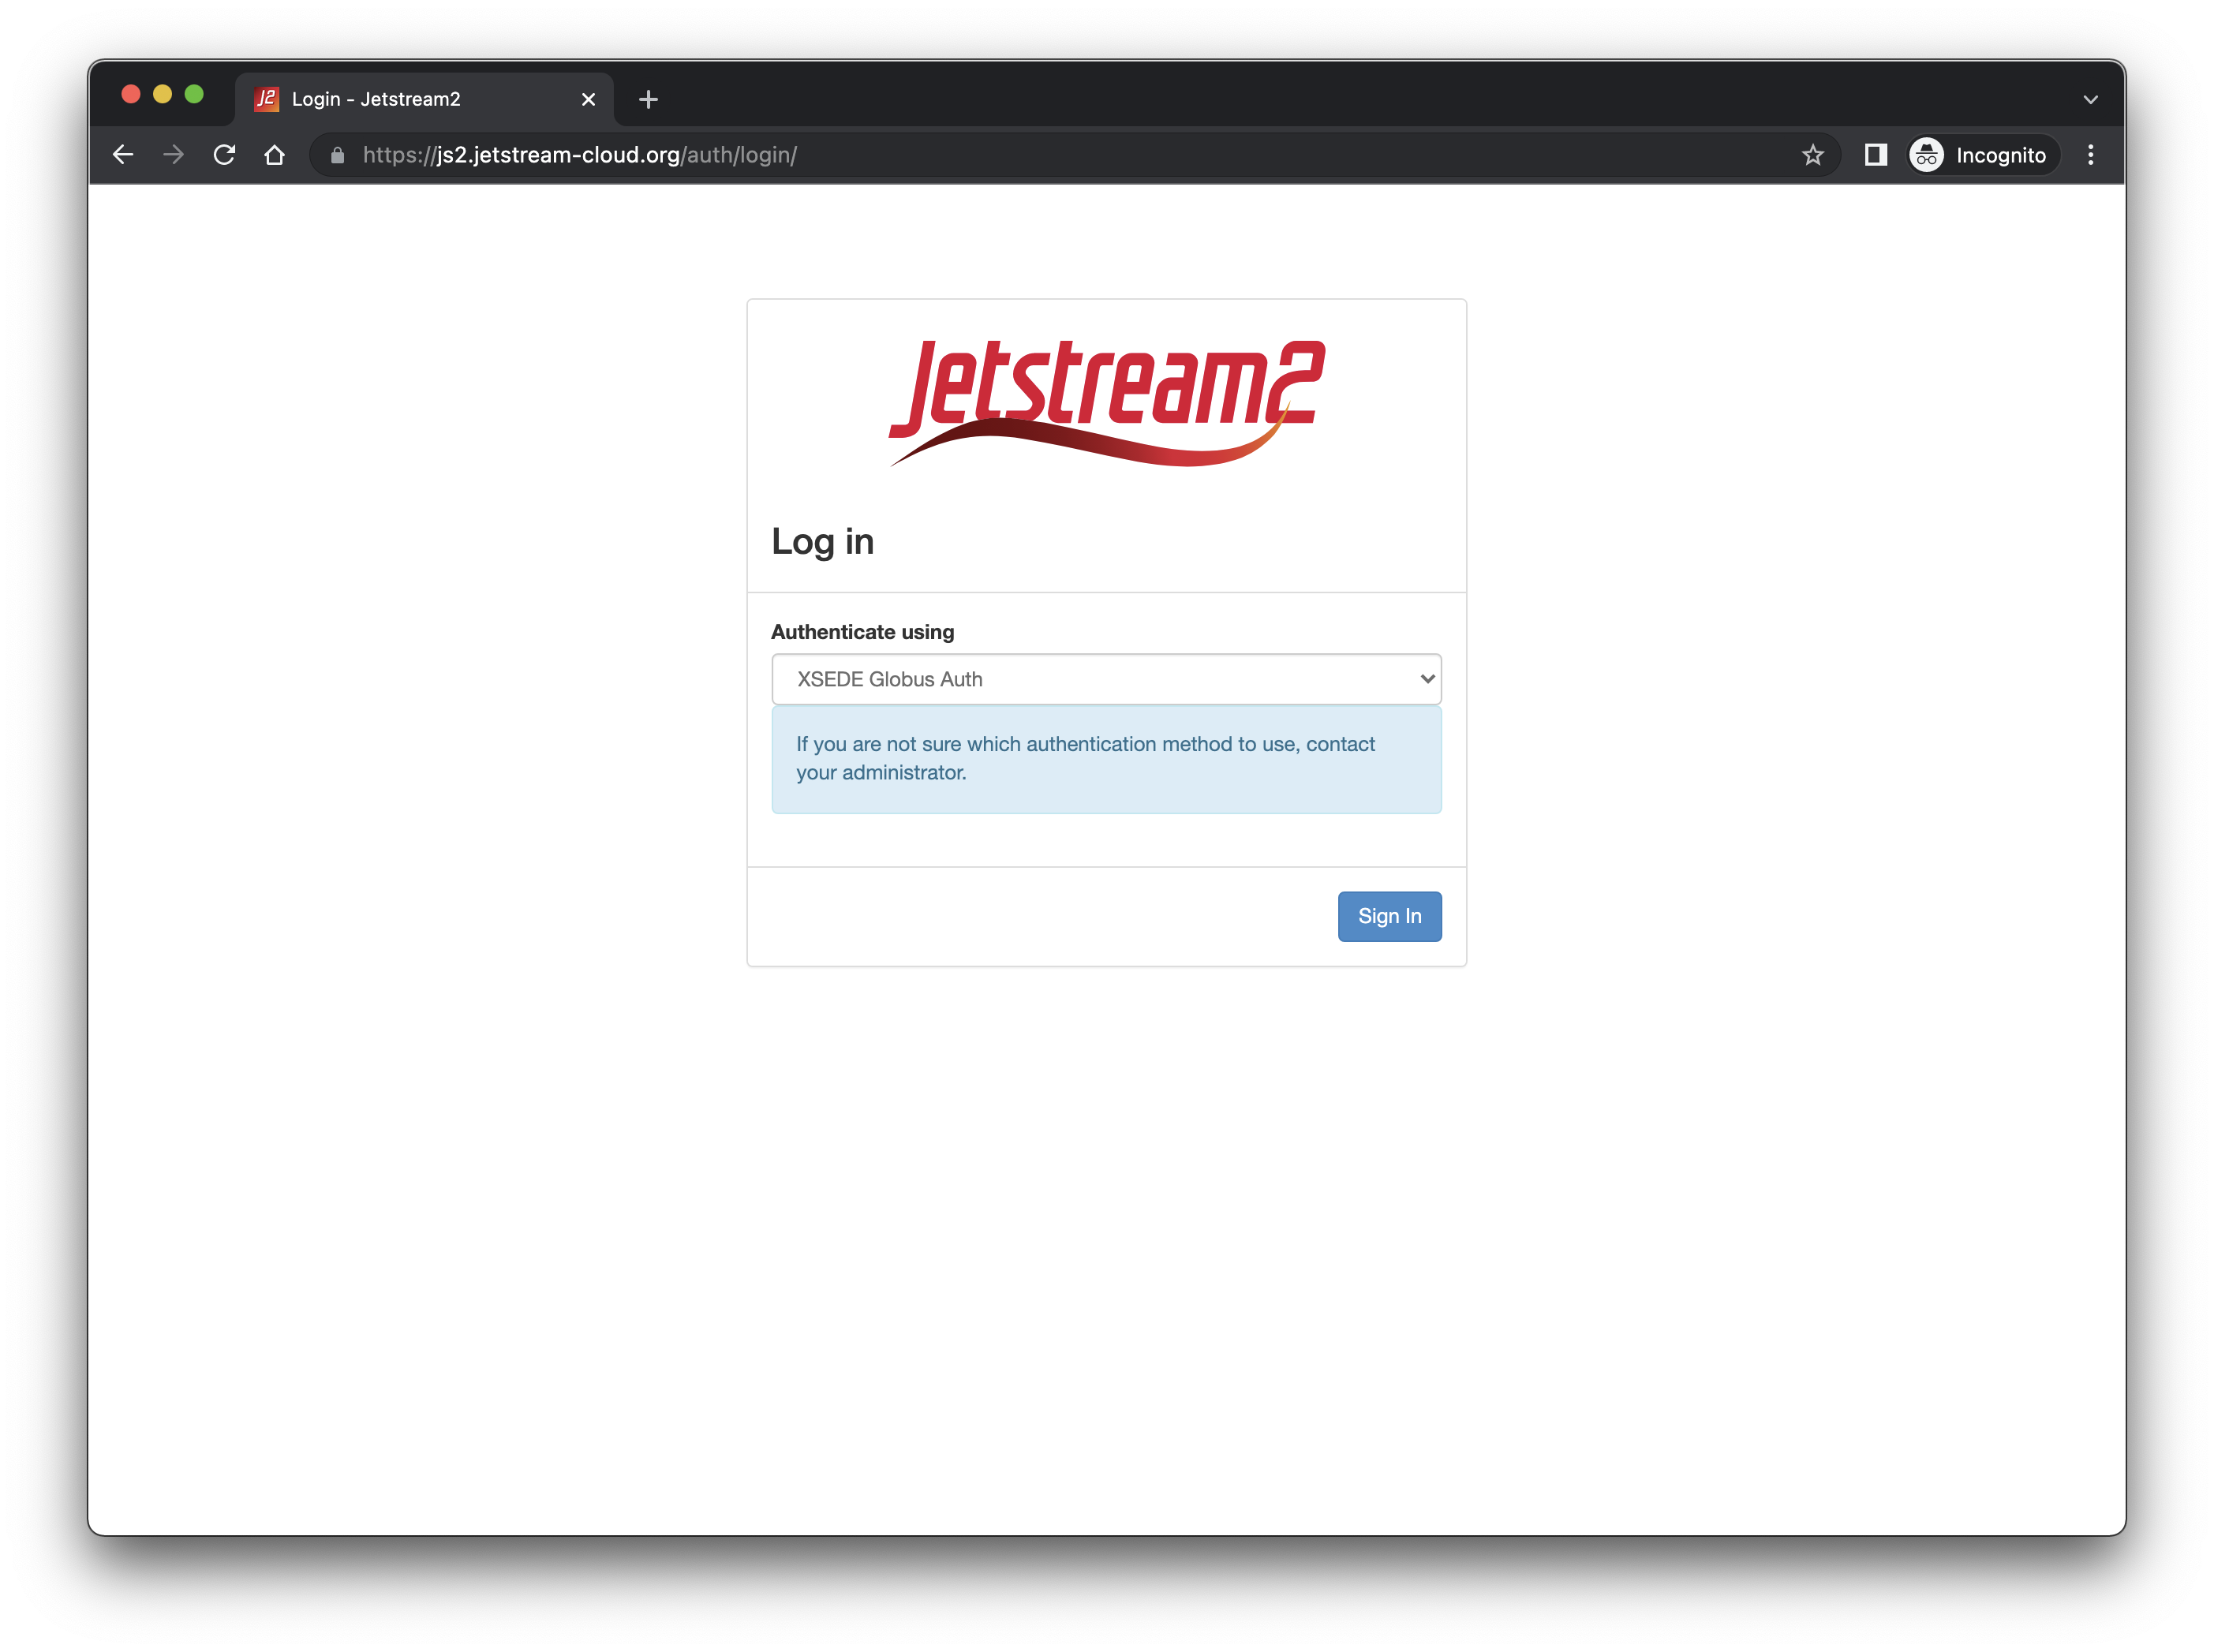 J2 Login - Jetstream2
https://js2.jetstream-cloud.org/auth/login/
Incognito
Jetstream2
Log in
Authenticate using
XSEDE Globus Auth
If you are not sure which authentication method to use, contact
your administrator.
Sign In